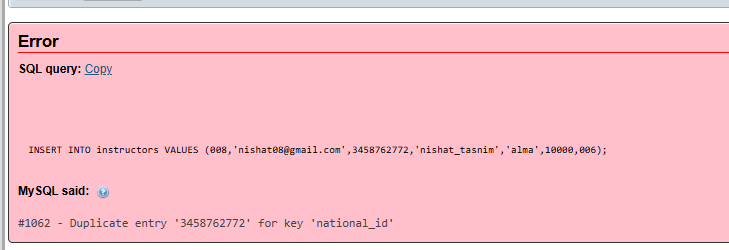 Error
SQL query: Copy
INSERT INTO instructors VALUES (008,'nishat08@gmail.com',3458762772,'nishat_tasnim','alma',10000,006);
MySQL said:
#1062 - Duplicate entry '3458762772' for key 'national_id'